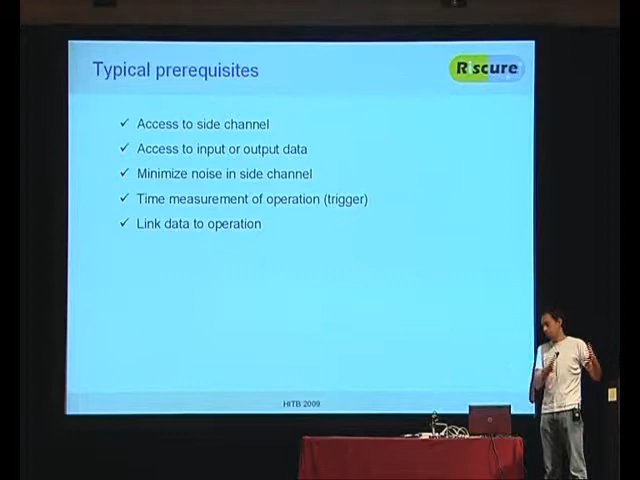 Typical prerequisites
Riscure
✓ Access to side channel
✓ Access to input or output data
✓ Minimize noise in side channel
✓ Time measurement of operation (trigger)
✓ Link data to operation
HITB 2009